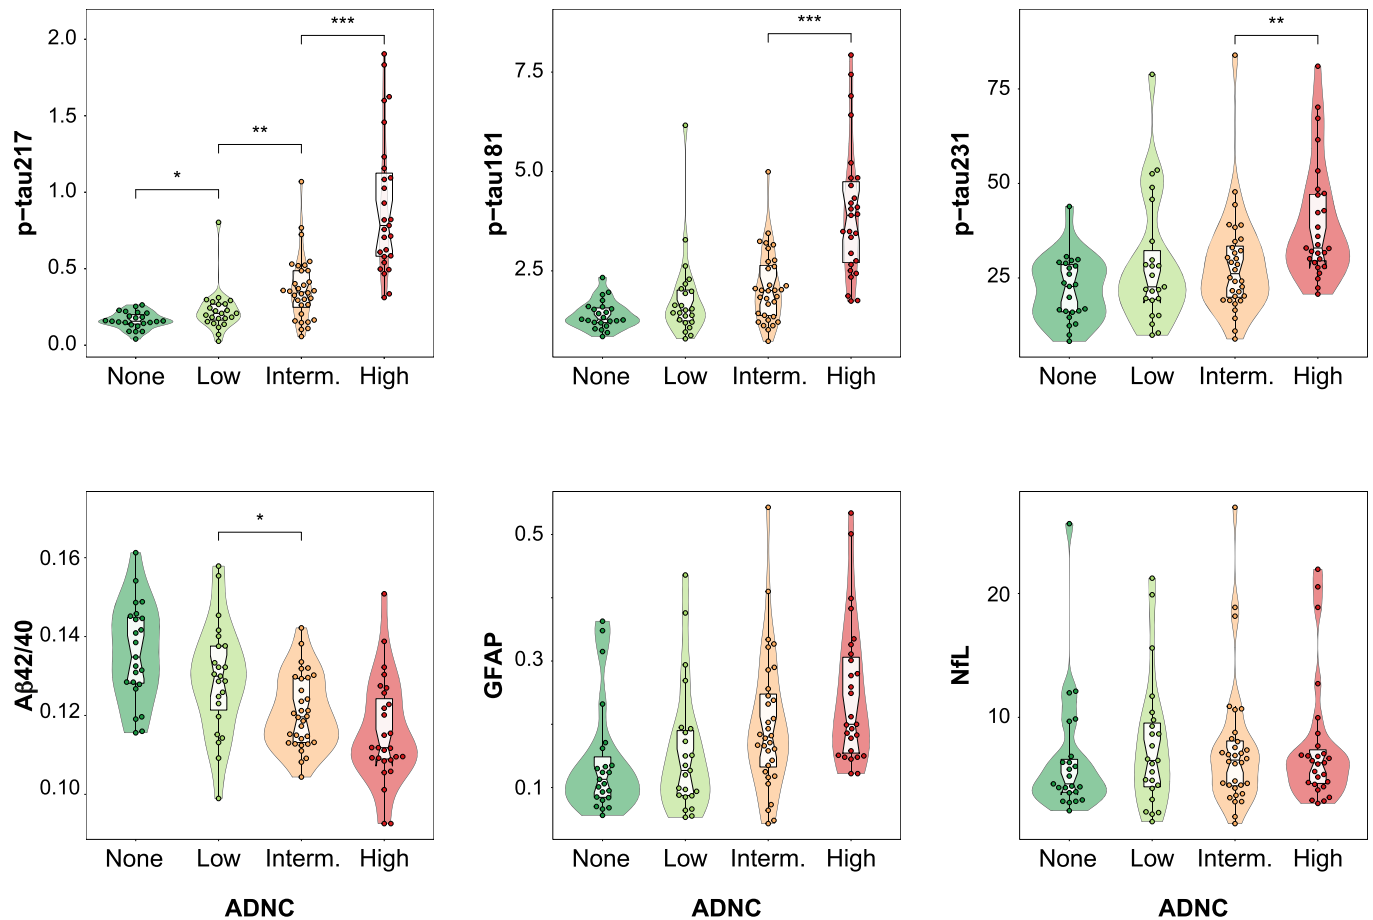 p-tau217
2.0
1.5
1.0
0.5
0.0
*
**
***
None Low Interm. High
p-tau181
7.5
5.0
2.5
***
None Low Interm. High
p-tau231
75
50
25
**
None Low Interm. High
Aβ42/40
0.16
0.14
0.12
0.10
*
None Low Interm. High
ADNC
GFAP
0.5
0.3
0.1
None Low Interm. High
ADNC
NfL
20
10
None Low Interm. High
ADNC